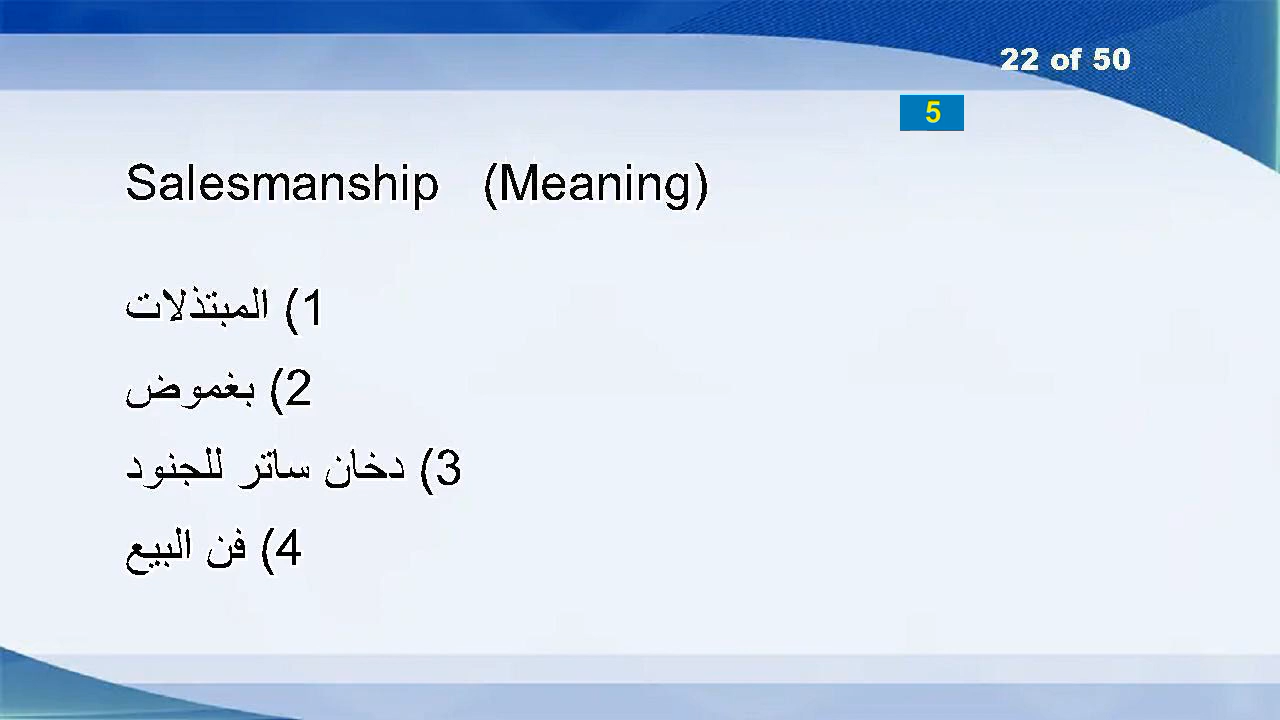 22 of 50
5
Salesmanship (Meaning)
1) المبتذلات
2) بغموض
3) دخان ساتر للجنود
4) فن البيع